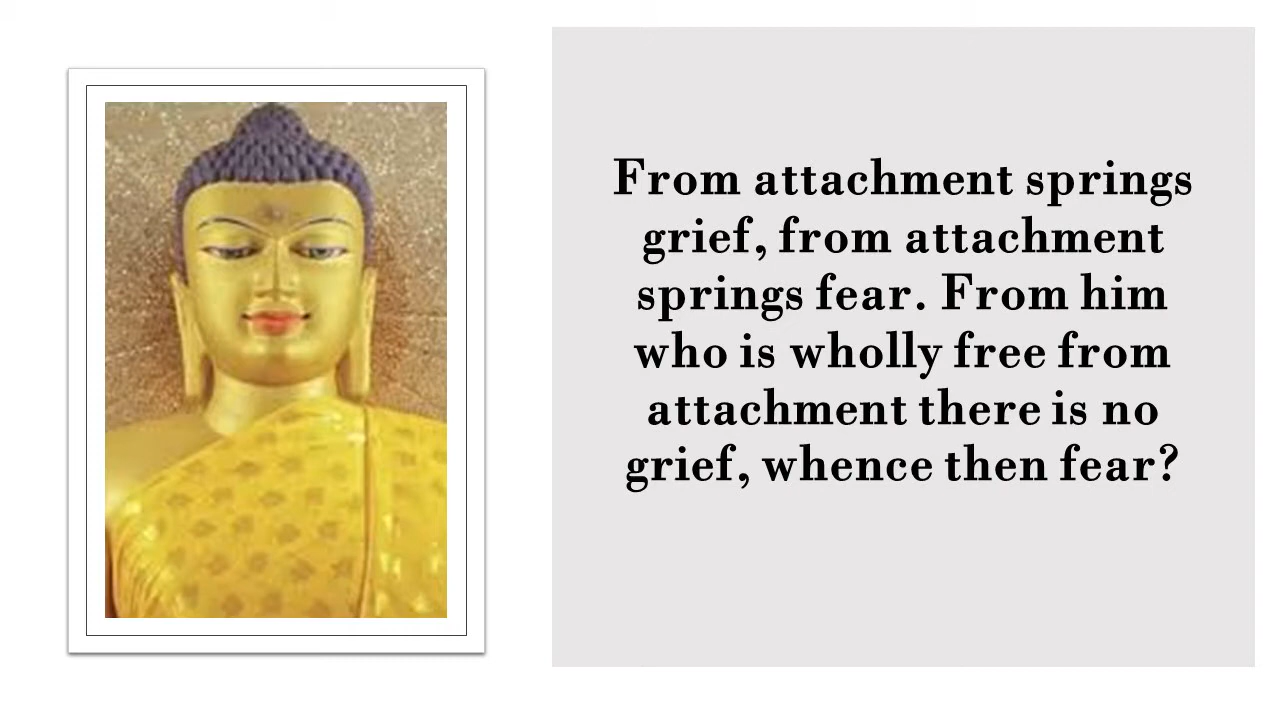 From attachment springs
grief, from attachment
springs fear. From him
who is wholly free from
attachment there is no
grief, whence then fear?